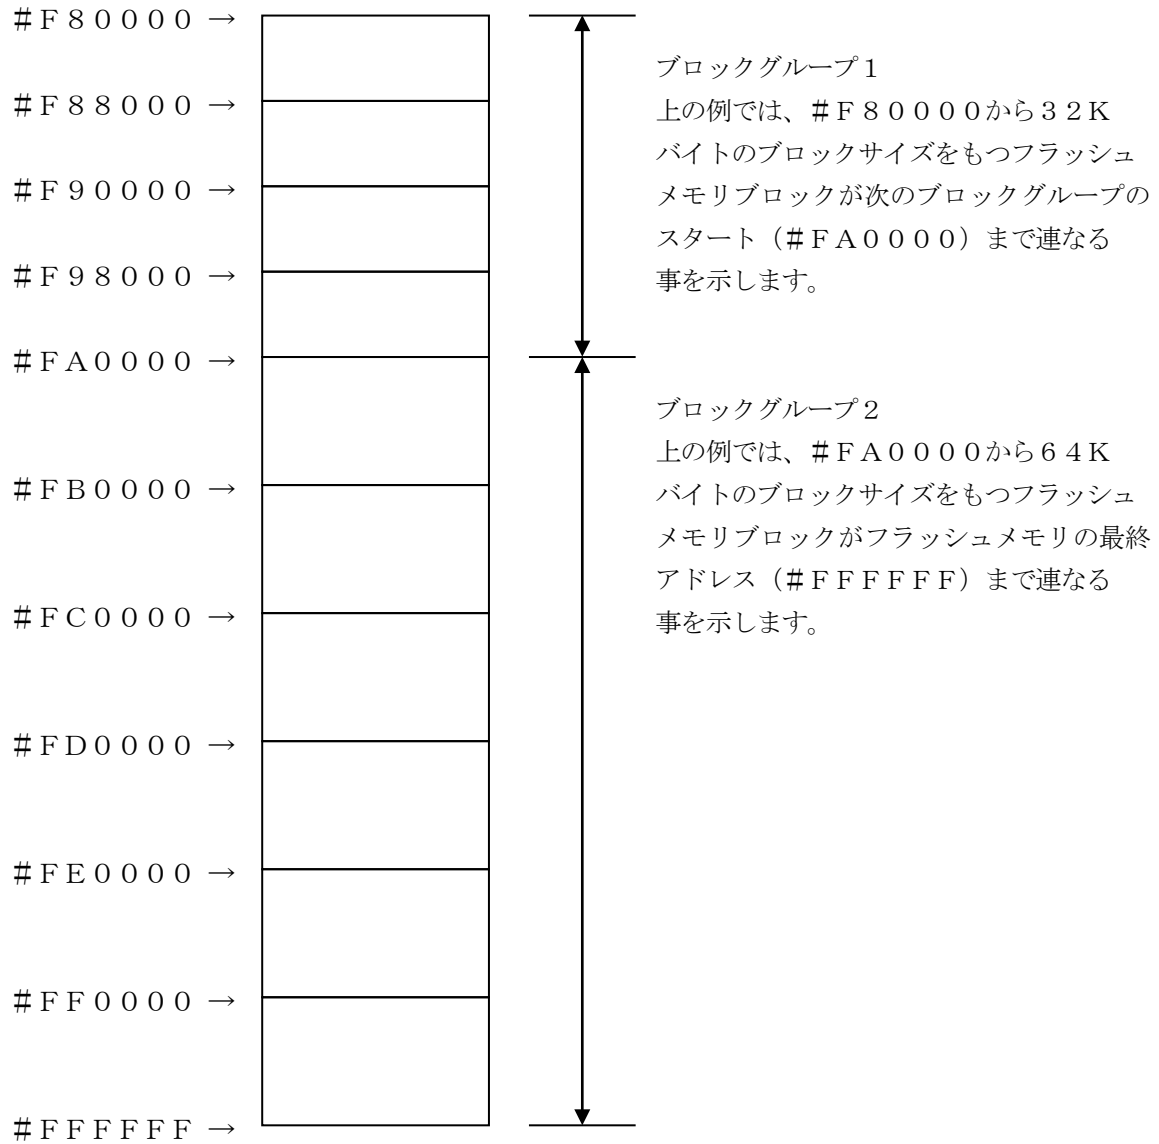 #Ｆ８００００ →
ブロックグループ１
#Ｆ８８０００ →
上の例では、#Ｆ８００００から３２Ｋ
バイトのブロックサイズをもつフラッシュ
#Ｆ９００００ →
メモリブロックが次のブロックグループの
スタート（#ＦＡ００００）まで連なる
#Ｆ９８０００ →
事を示します。
#ＦＡ００００ →
ブロックグループ２
上の例では、#ＦＡ００００から６４Ｋ
#ＦＢ００００ →
バイトのブロックサイズをもつフラッシュ
メモリブロックがフラッシュメモリの最終
アドレス（#ＦＦＦＦＦＦ）まで連なる
#ＦＣ００００ →
事を示します。
#ＦＤ００００ →
#ＦＥ００００ →
#ＦＦ００００ →
#ＦＦＦＦＦＦ →